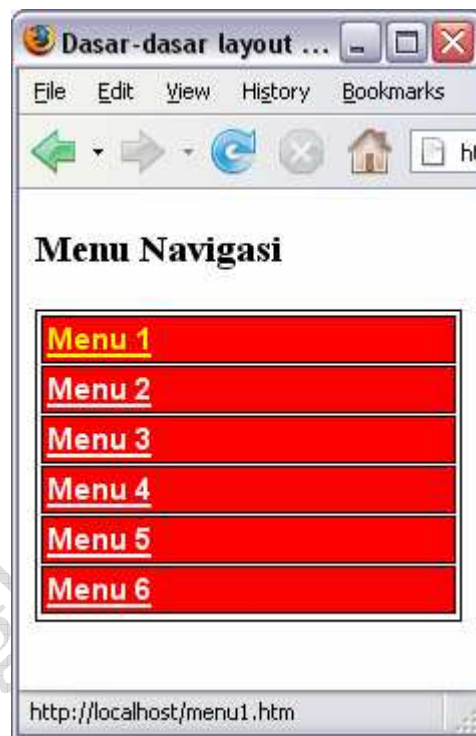 Dasar-dasar layout ...
File Edit View History Bookmarks
Menu Navigasi
Menu 1
Menu 2
Menu 3
Menu 4
Menu 5
Menu 6
http://localhost/menu1.htm